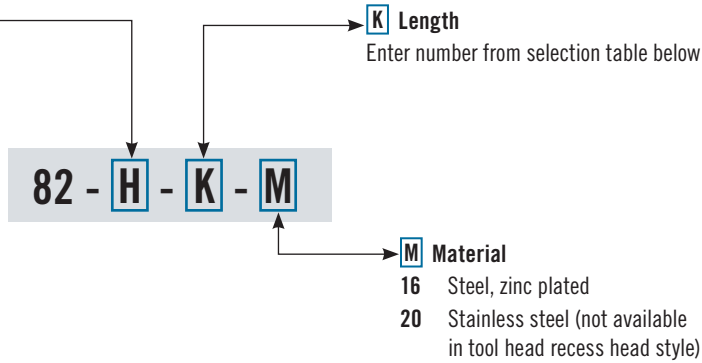 K Length
Enter number from selection table below
82 - H - K - M
M Material
16 Steel, zinc plated
20 Stainless steel (not available
in tool head recess head style)